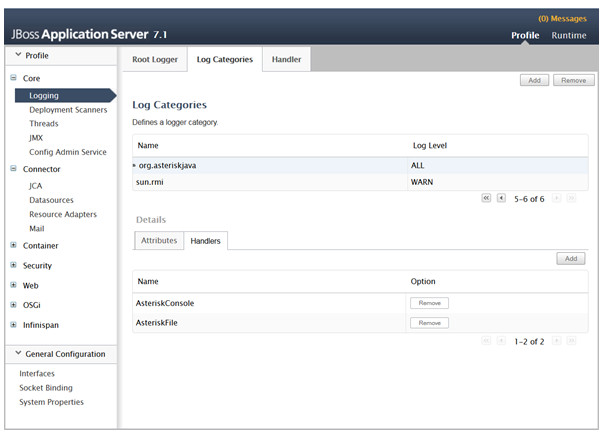 (0) Messages
JBoss Application Server 7.1
Profile Runtime
Profile
Core
Logging
Deployment Scanners
Threads
JMX
Config Admin Service
Connector
JCA
Datasources
Resource Adapters
Mail
Container
Security
Web
OSGi
Infinispan
General Configuration
Interfaces
Socket Binding
System Properties
Root Logger Log Categories Handler
Add Remove
Log Categories
Defines a logger category.
Name Log Level
org.asteriskjava ALL
sun.rmi WARN
5-6 of 6
Details
Attributes Handlers
Add
Name Option
AsteriskConsole Remove
AsteriskFile Remove
1-2 of 2